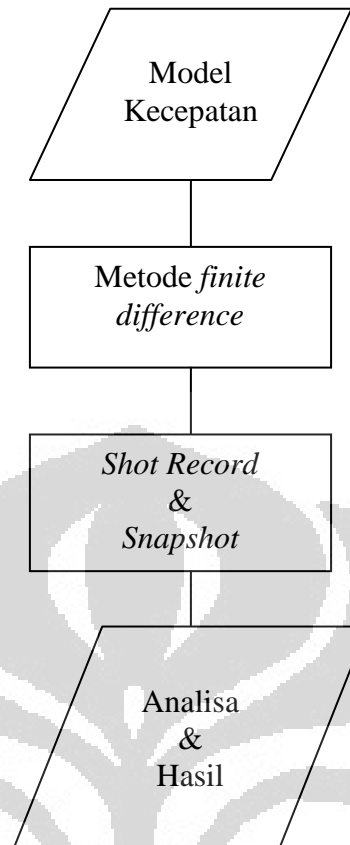 Model
Kecepatan
Metode finite
difference
Shot Record
&
Snapshot
Analisa
&
Hasil